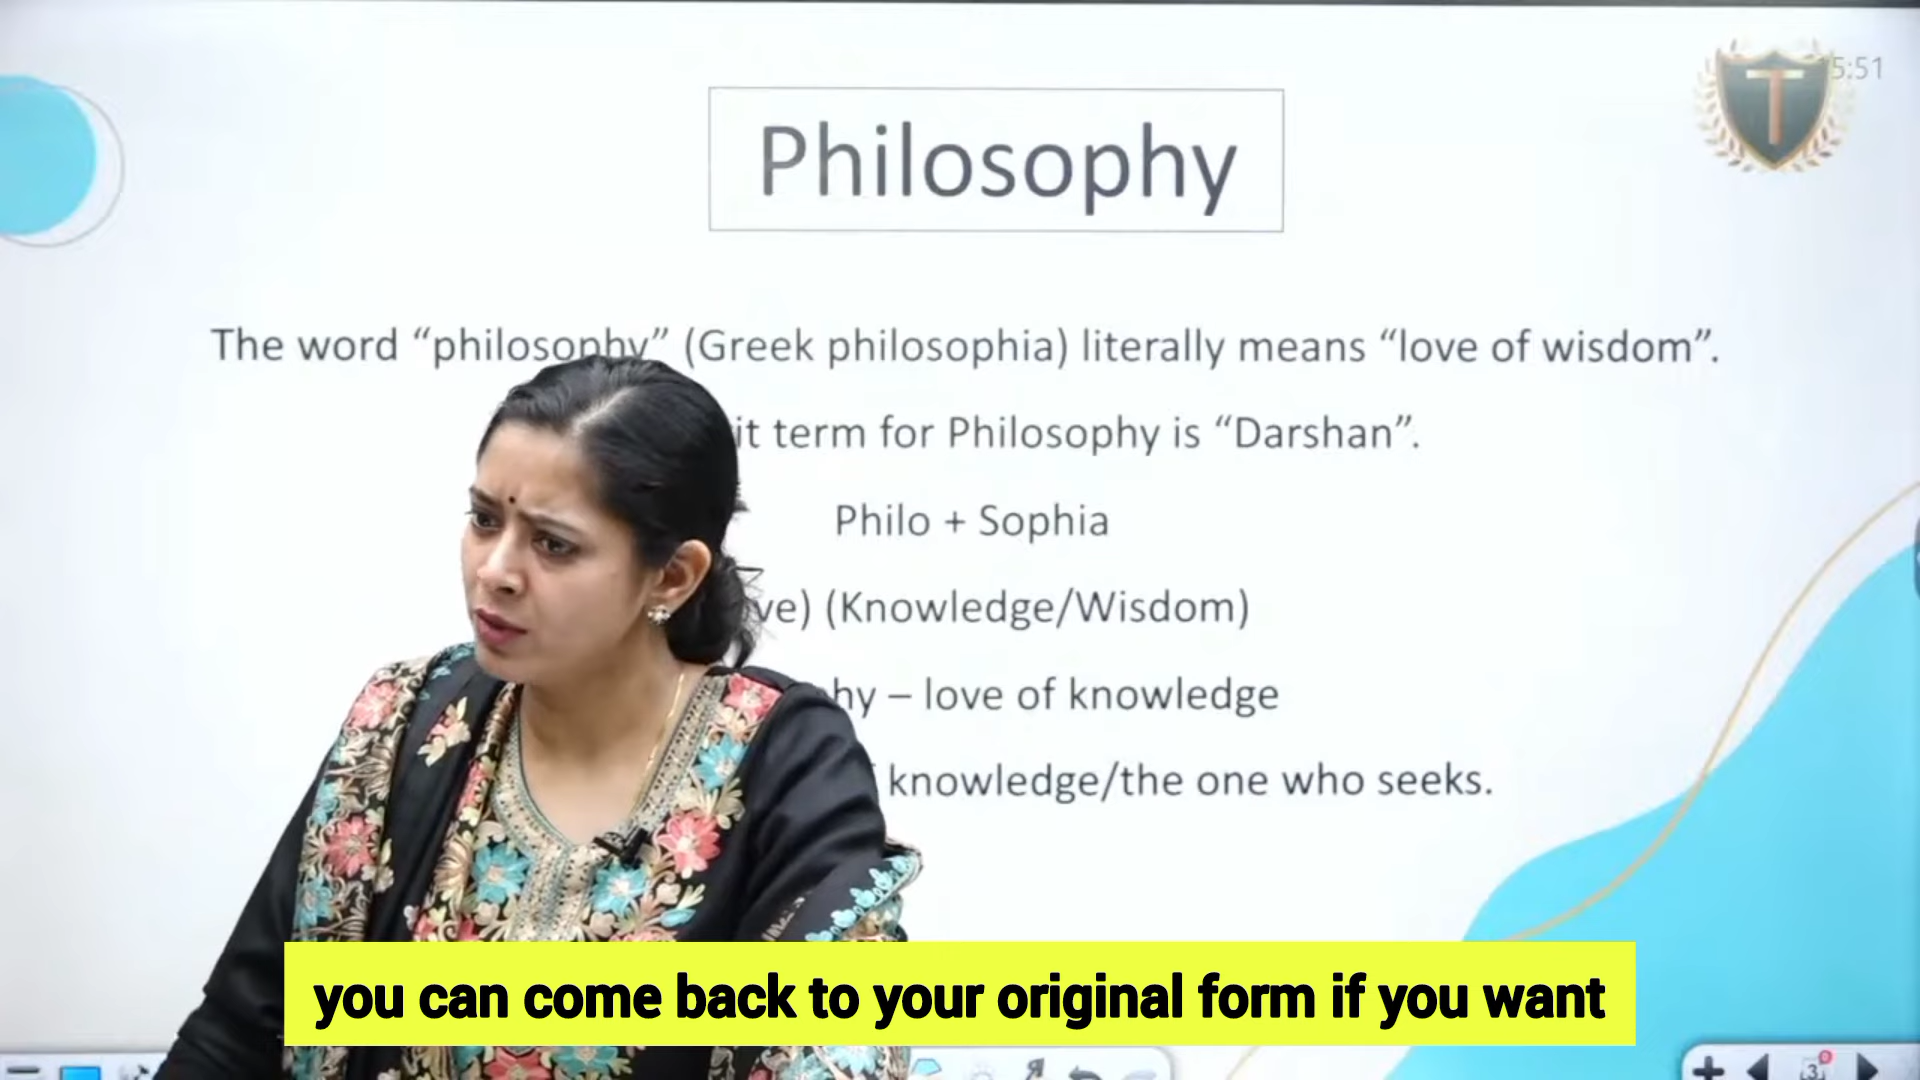 5:51
T
Philosophy
The word “philosophy” (Greek philosophia) literally means “love of wisdom”.
term for Philosophy is “Darshan”.
Philo + Sophia
(Knowledge/Wisdom)
– love of knowledge
knowledge/the one who seeks.
you can come back to your original form if you want
3